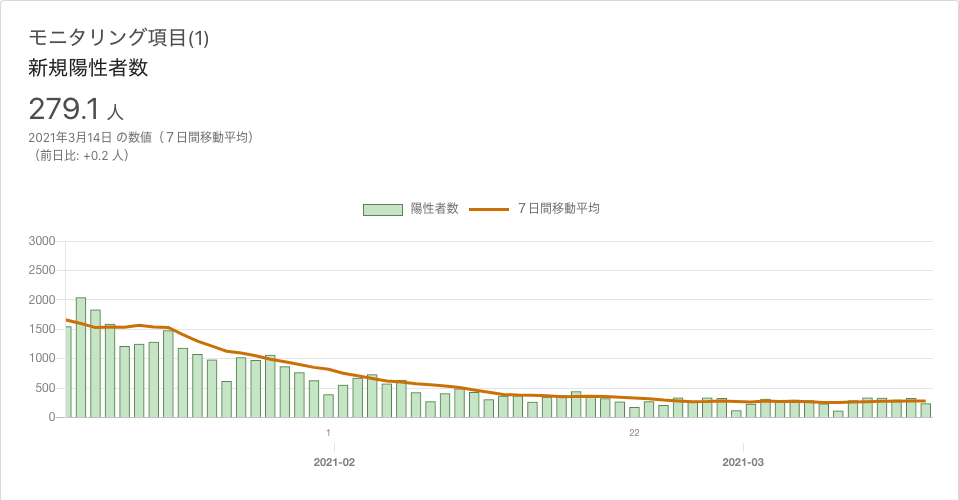 モニタリング項目(1)
新規陽性者数
279.1 人
2021年3月14日 の数値（７日間移動平均）
（前日比: +0.2 人）
陽性者数 ７日間移動平均
3000
2500
2000
1500
1000
500
0
1 22
2021-02 2021-03